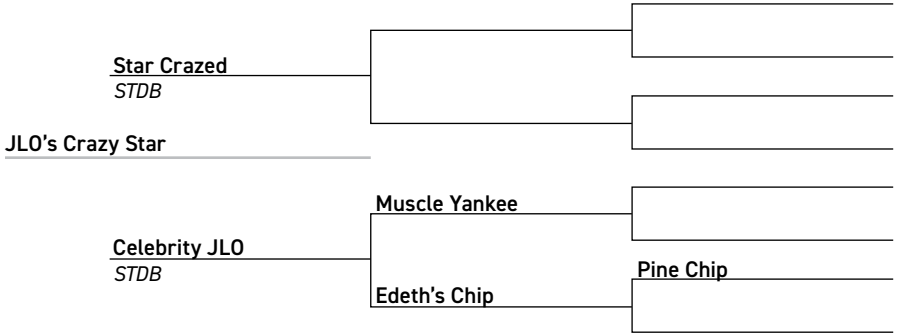 Star Crazed
STDB
JLO's Crazy Star
Muscle Yankee
Celebrity JLO
STDB
Pine Chip
Edeth's Chip